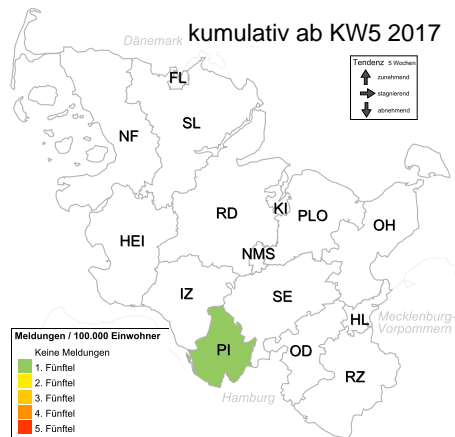 kumulativ ab KW5 2017
Dänemark
Tendenz 5 Wochen
zunehmend
stagnierend
abnehmend
FL
SL
NF
RD
KI
PLO
OH
HEI
NMS
IZ
SE
HL
Mecklenburg-
Vorpommern
PI
OD
RZ
Hamburg
Meldungen / 100.000 Einwohner
Keine Meldungen
1. Fünftel
2. Fünftel
3. Fünftel
4. Fünftel
5. Fünftel